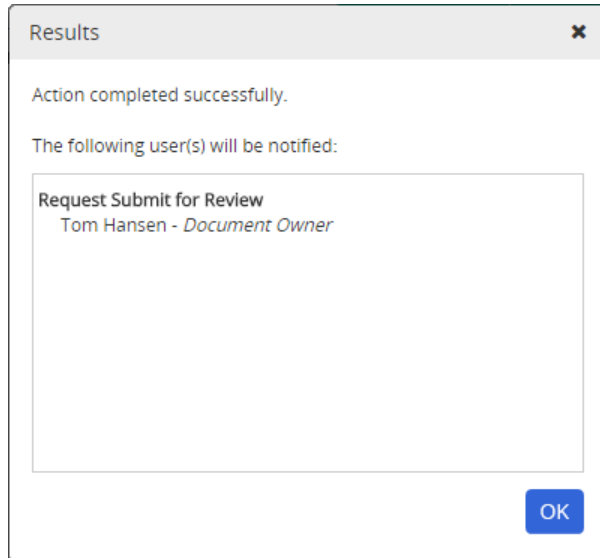 Results
Action completed successfully.
The following user(s) will be notified:
Request Submit for Review
Tom Hansen - Document Owner
OK